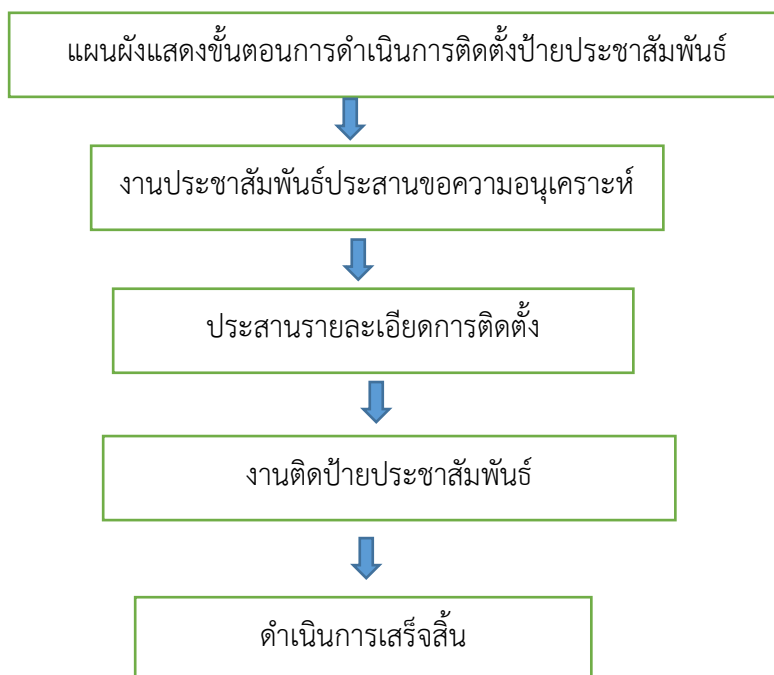 แผนผังแสดงขั้นตอนการดำเนินการติดตั้งป้ายประชาสัมพันธ์
งานประชาสัมพันธ์ประสานขอความอนุเคราะห์
ประสานรายละเอียดการติดตั้ง
งานติดป้ายประชาสัมพันธ์
ดำเนินการเสร็จสิ้น